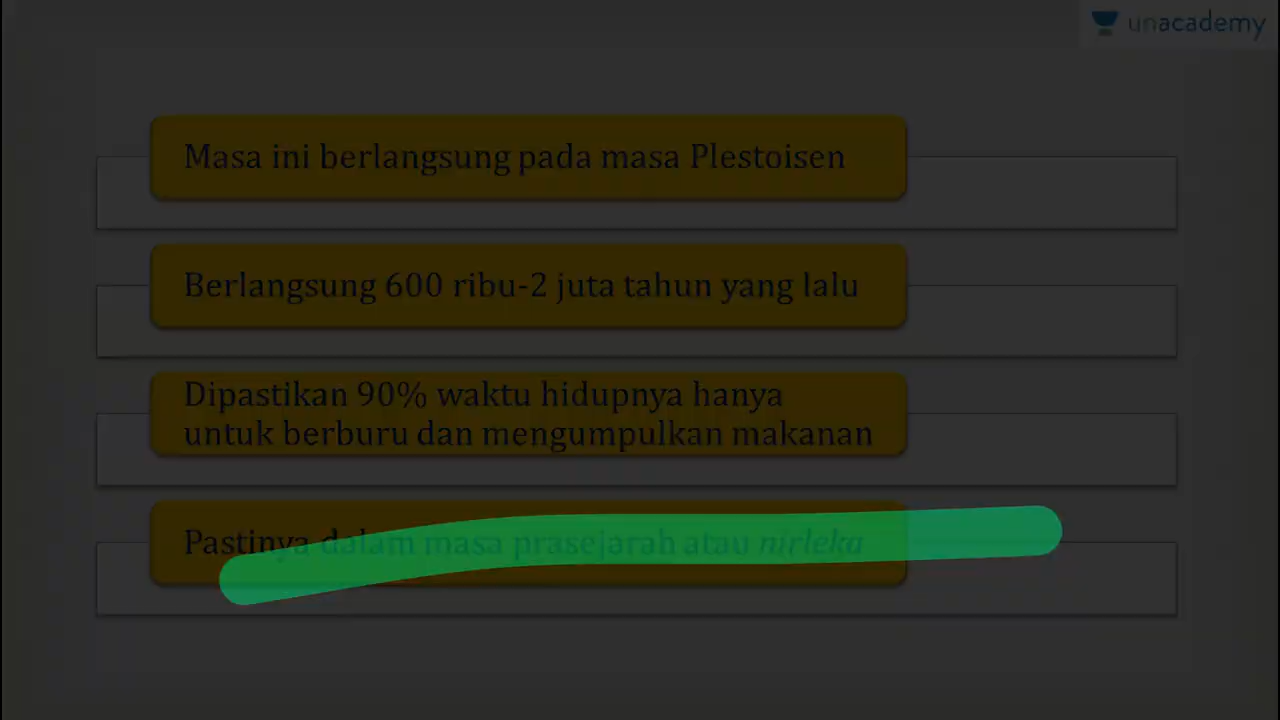 unacademy
Masa ini berlangsung pada masa Plestoisen
Berlangsung 600 ribu-2 juta tahun yang lalu
Dipastikan 90% waktu hidupnya hanya
untuk berburu dan mengumpulkan makanan
Pastinya dalam masa prasejarah atau nirleka